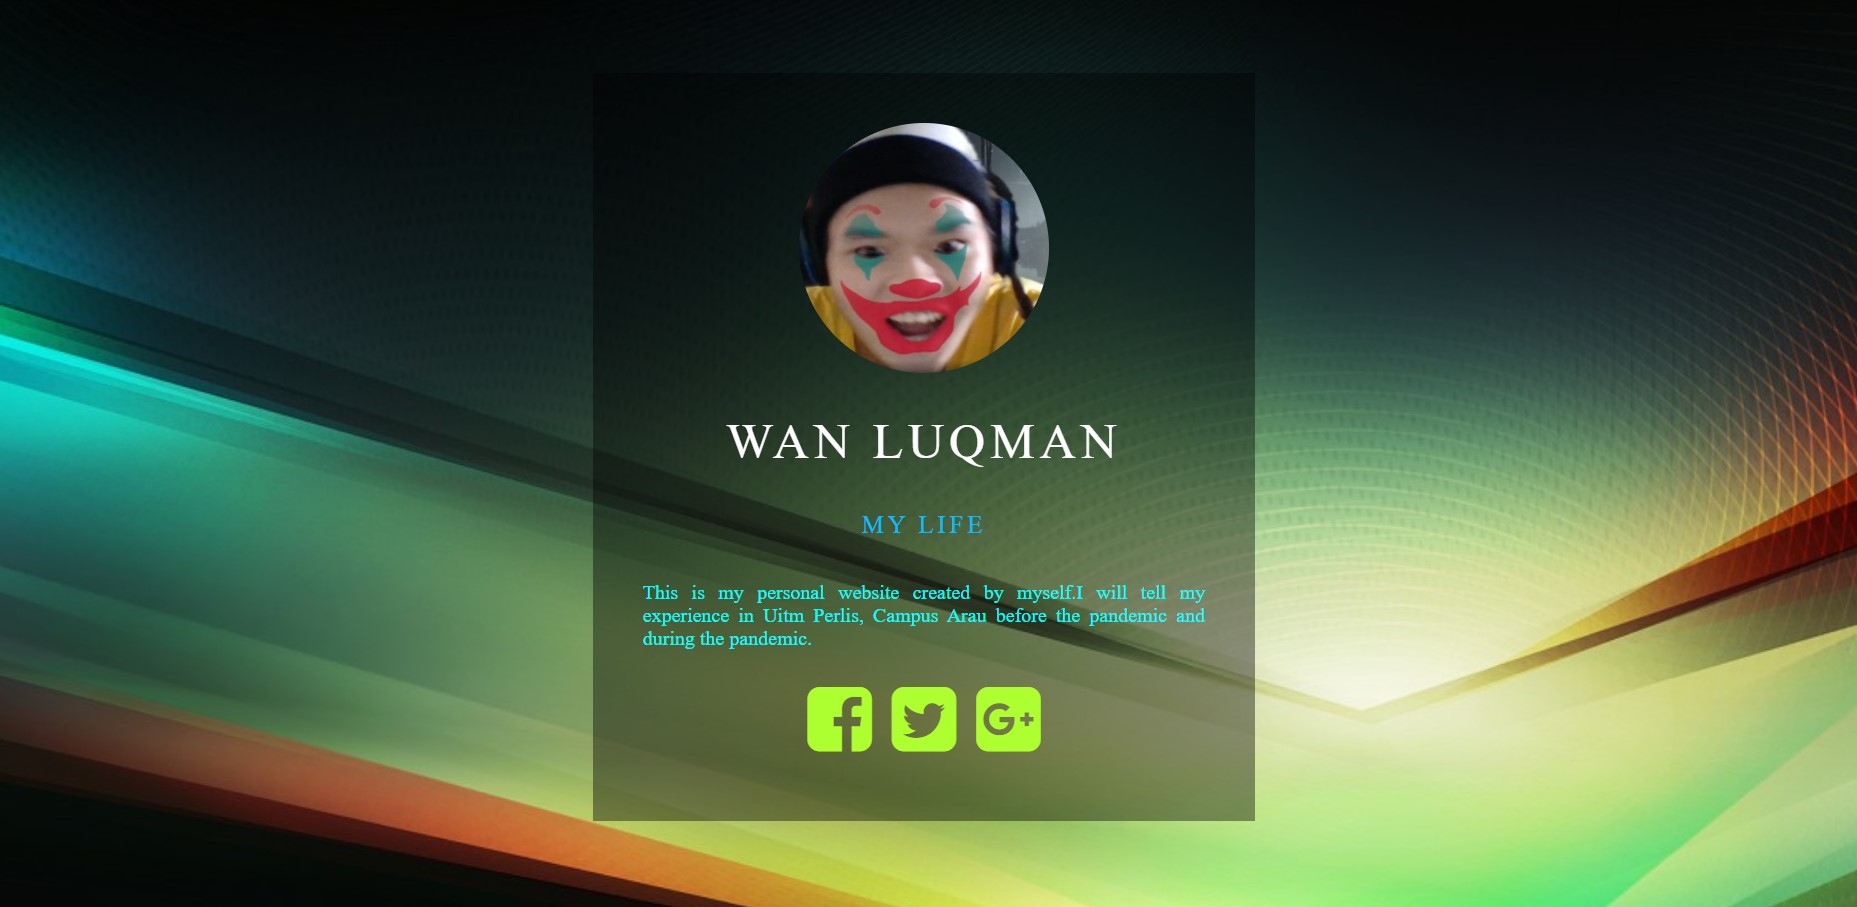 WAN LUQMAN
MY LIFE
This is my personal website created by myself.I will tell my
experience in Uitm Perlis, Campus Arau before the pandemic and
during the pandemic.
G+